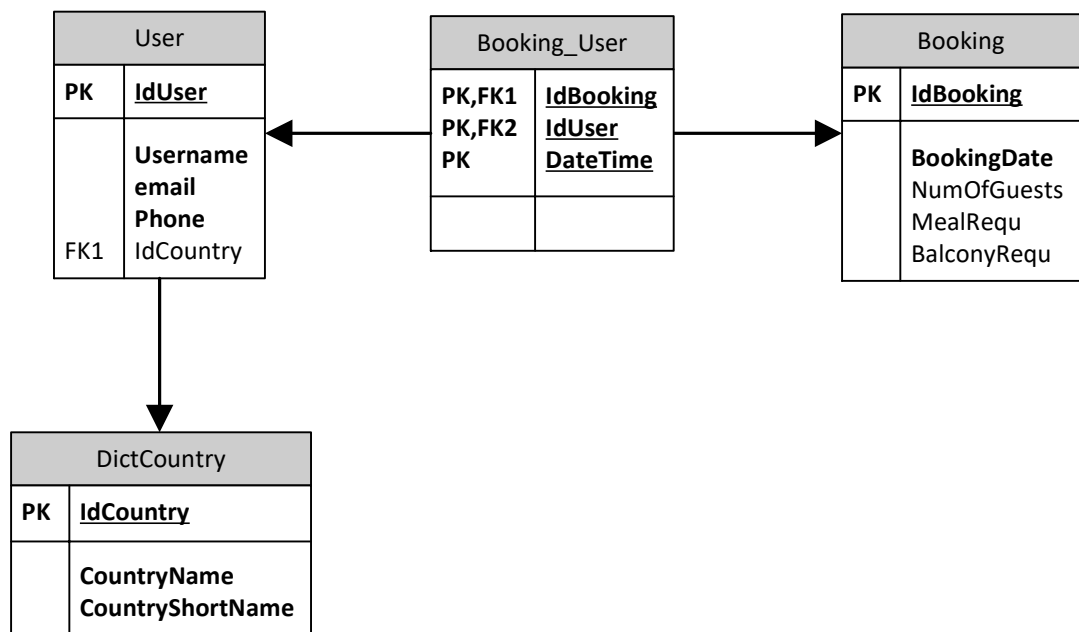 User
PK IdUser
Username
email
Phone
FK1 IdCountry
Booking_User
PK,FK1 IdBooking
PK,FK2 IdUser
PK DateTime
Booking
PK IdBooking
BookingDate
NumOfGuests
MealRequ
BalconyRequ
DictCountry
PK IdCountry
CountryName
CountryShortName